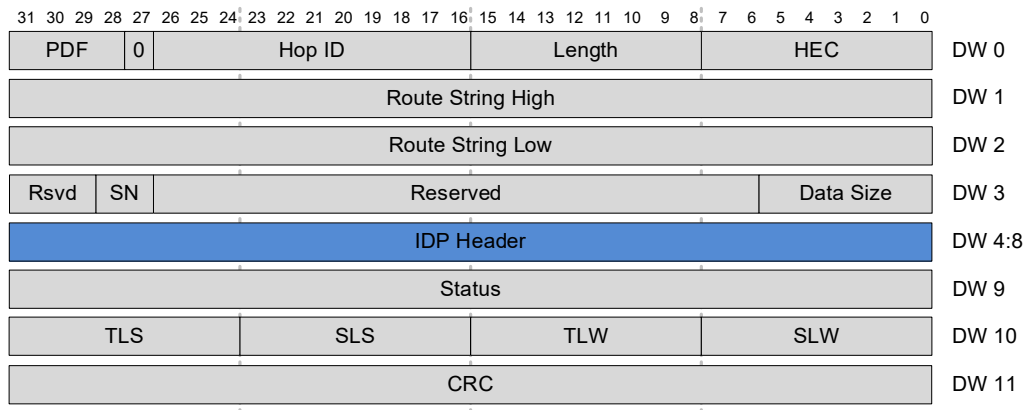 31 30 29 28 27 26 25 24 23 22 21 20 19 18 17 16 15 14 13 12 11 10 9 8 7 6 5 4 3 2 1 0
PDF 0 Hop ID Length HEC DW 0
Route String High DW 1
Route String Low DW 2
Rsvd SN Reserved Data Size DW 3
IDP Header DW 4:8
Status DW 9
TLS SLS TLW SLW DW 10
CRC DW 11